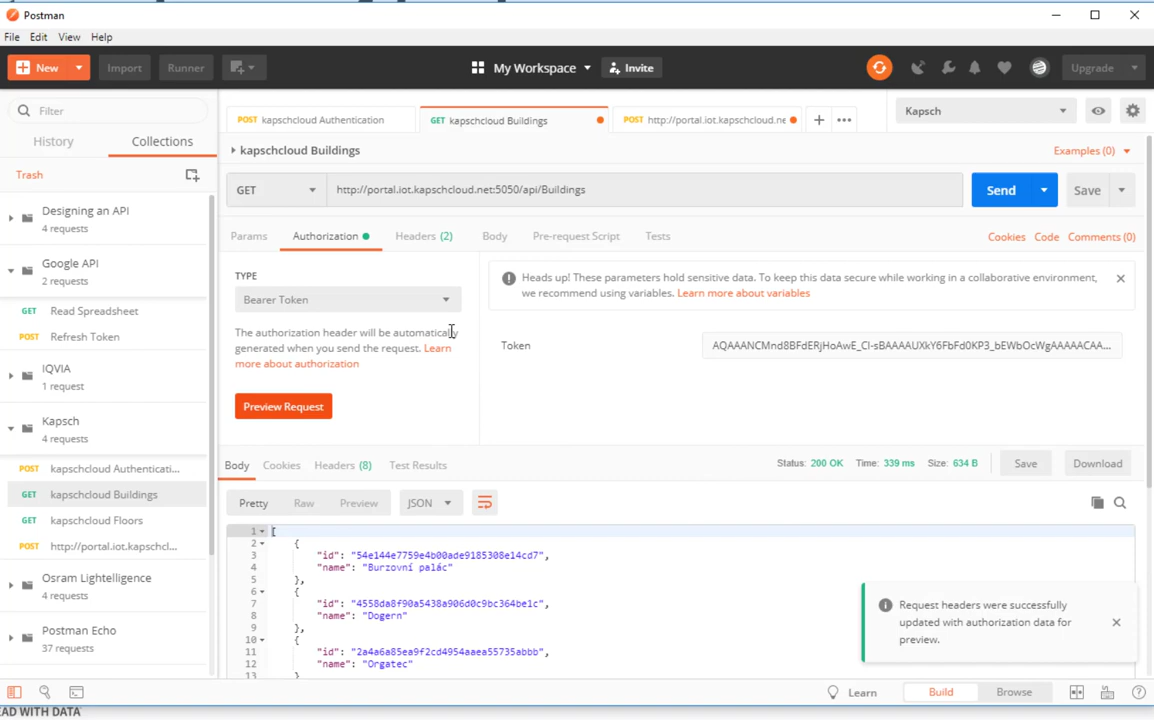 Postman
File Edit View Help
New Import Runner My Workspace Invite Upgrade
Filter
History Collections
Trash
Designing an API
4 requests
Google API
2 requests
GET Read Spreadsheet
POST Refresh Token
IQVIA
1 request
Kapsch
4 requests
POST kapschcloud Authenticati...
GET kapschcloud Buildings
GET kapschcloud Floors
POST http://portal.iot.kapschcl...
Osram Lightelligence
4 requests
Postman Echo
37 requests
POST kapschcloud Authentication GET kapschcloud Buildings POST http://portal.iot.kapschcloud.ne
Kapsch
kapschcloud Buildings Examples (0)
GET http://portal.iot.kapschcloud.net:5050/api/Buildings Send Save
Params Authorization Headers (2) Body Pre-request Script Tests Cookies Code Comments (0)
TYPE
Bearer Token
The authorization header will be automatically
generated when you send the request. Learn
more about authorization
Preview Request
Heads up! These parameters hold sensitive data. To keep this data secure while working in a collaborative environment,
we recommend using variables. Learn more about variables
Token AQAAANCMnd8BFdERjHoAwE_Cl-sBAAAAUXkY6FbFd0KP3_bEWbOcWgAAAAACAA...
Body Cookies Headers (8) Test Results Status: 200 OK Time: 339 ms Size: 634 B Save Download
Pretty Raw Preview JSON
1 [
2 {
3 "id": "54e144e7759e4b00ade9185308e14cd7",
4 "name": "Burzovní palác"
5 },
6 {
7 "id": "4558da8f90a5438a906d0c9bc364be1c",
8 "name": "Dogern"
9 },
10 {
11 "id": "2a4a6a85ea9f2cd4954aaea55735abbb",
12 "name": "Orgatec"
13 }
Request headers were successfully
updated with authorization data for
preview.
Learn Build Browse
EAD WITH DATA